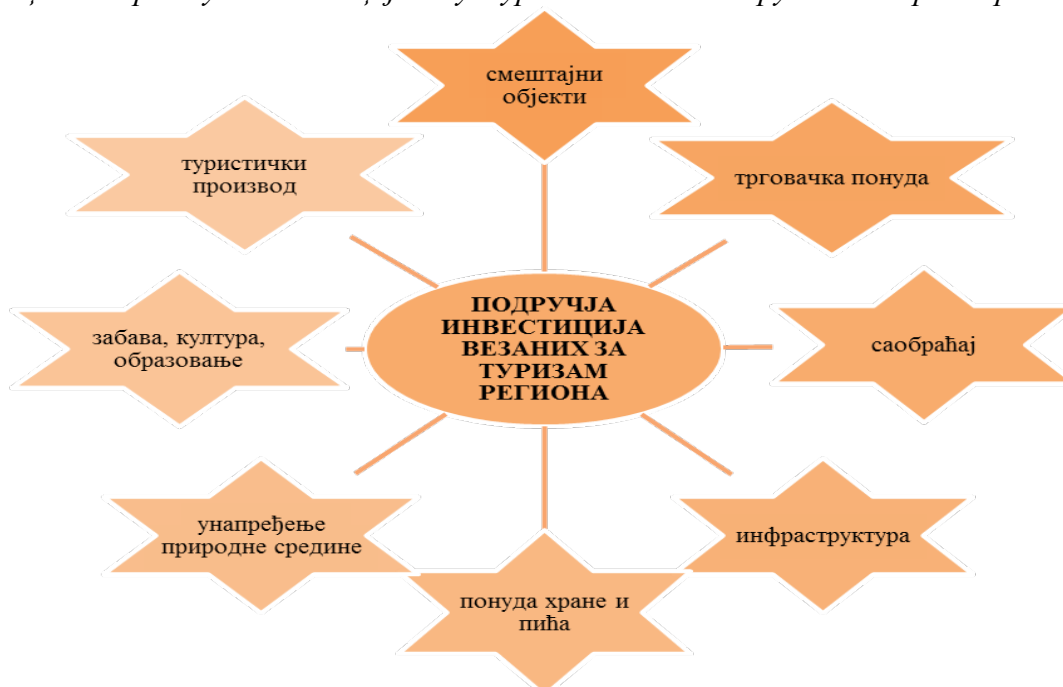 смештајни
објекти
трговачка понуда
саобраћај
инфраструктура
понуда хране и
пића
унапређење
природне средине
забава, култура,
образовање
туристички
производ
ПОДРУЧЈА
ИНВЕСТИЦИЈА
ВЕЗАНИХ ЗА
ТУРИЗАМ
РЕГИОНА